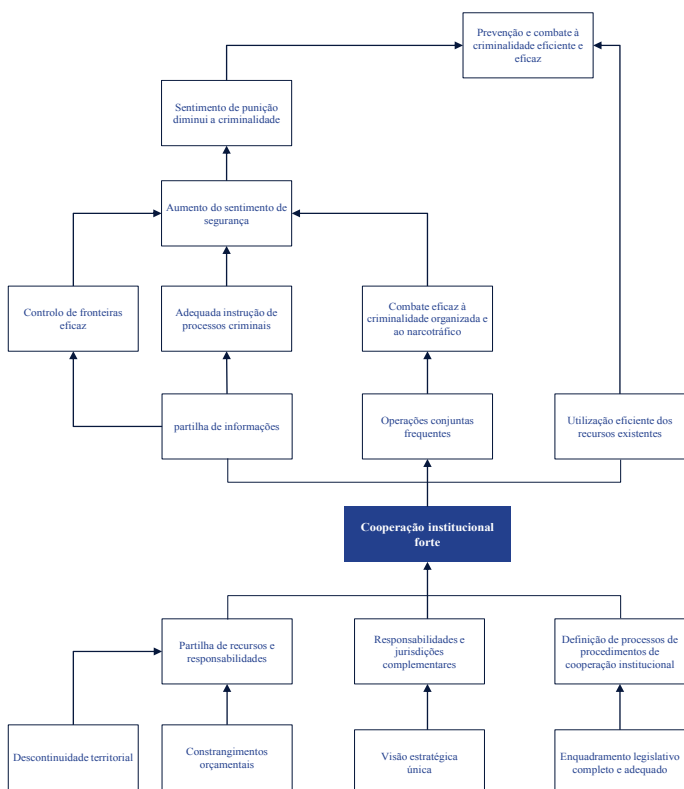 Prevenção e combate à
criminalidade eficiente e
eficaz
Sentimento de punição
diminui a criminalidade
Aumento do sentimento de
segurança
Controlo de fronteiras
eficaz
Adequada instrução de
processos criminais
Combate eficaz à
criminalidade organizada e
ao narcotráfico
partilha de informações
Operações conjuntas
frequentes
Utilização eficiente dos
recursos existentes
Cooperação institucional
forte
Partilha de recursos e
responsabilidades
Responsabilidades e
jurisdições
complementares
Definição de processos de
procedimentos de
cooperação institucional
Descontinuidade territorial
Constrangimentos
orçamentais
Visão estratégica
única
Enquadramento legislativo
completo e adequado